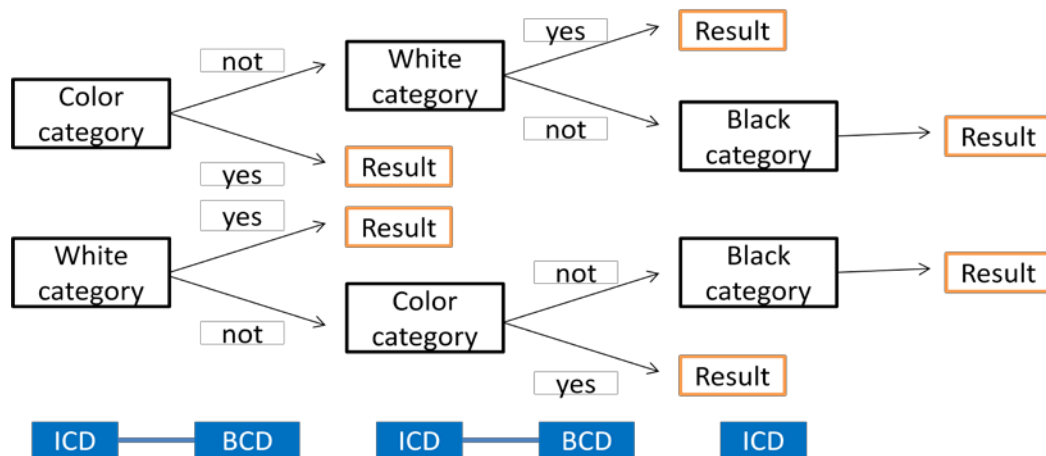 Color
category
not
yes
White
category
yes
not
Result
Result
Black
category
Result
White
category
yes
not
Result
Color
category
not
yes
Black
category
Result
Result
ICD
BCD
ICD
BCD
ICD